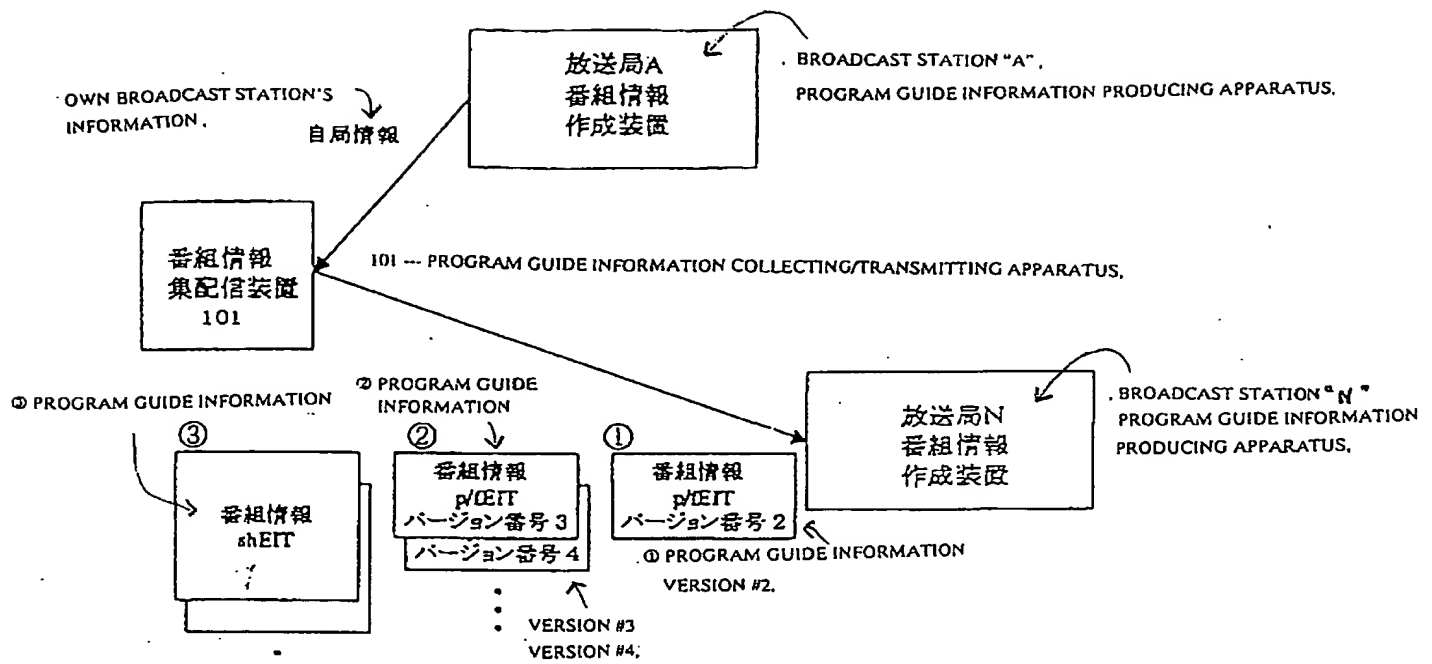 放送局A
番組情報
作成装置
. BROADCAST STATION "A".
PROGRAM GUIDE INFORMATION PRODUCING APPARATUS.
OWN BROADCAST STATION'S
INFORMATION.
自局情報
番組情報
集配信装置
101
101 --- PROGRAM GUIDE INFORMATION COLLECTING/TRANSMITTING APPARATUS.
放送局N
番組情報
作成装置
. BROADCAST STATION "N"
PROGRAM GUIDE INFORMATION
PRODUCING APPARATUS.
③ PROGRAM GUIDE INFORMATION
③
番組情報
shEIT
② PROGRAM GUIDE
INFORMATION
②
番組情報
p/fEIT
バージョン番号3
バージョン番号4
VERSION #3
VERSION #4.
①
番組情報
p/fEIT
バージョン番号2
① PROGRAM GUIDE INFORMATION
VERSION #2.